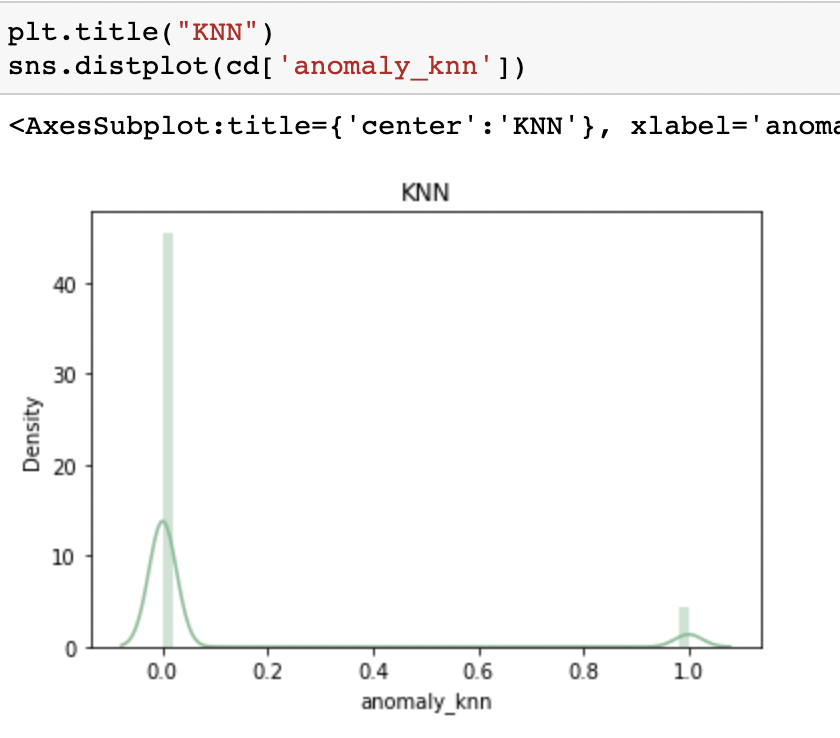 plt.title("KNN")
sns.distplot(cd['anomaly_knn'])
<AxesSubplot:title={'center':'KNN'}, xlabel='anoma
KNN
40
30
20
10
0
Density
0.0 0.2 0.4 0.6 0.8 1.0
anomaly_knn